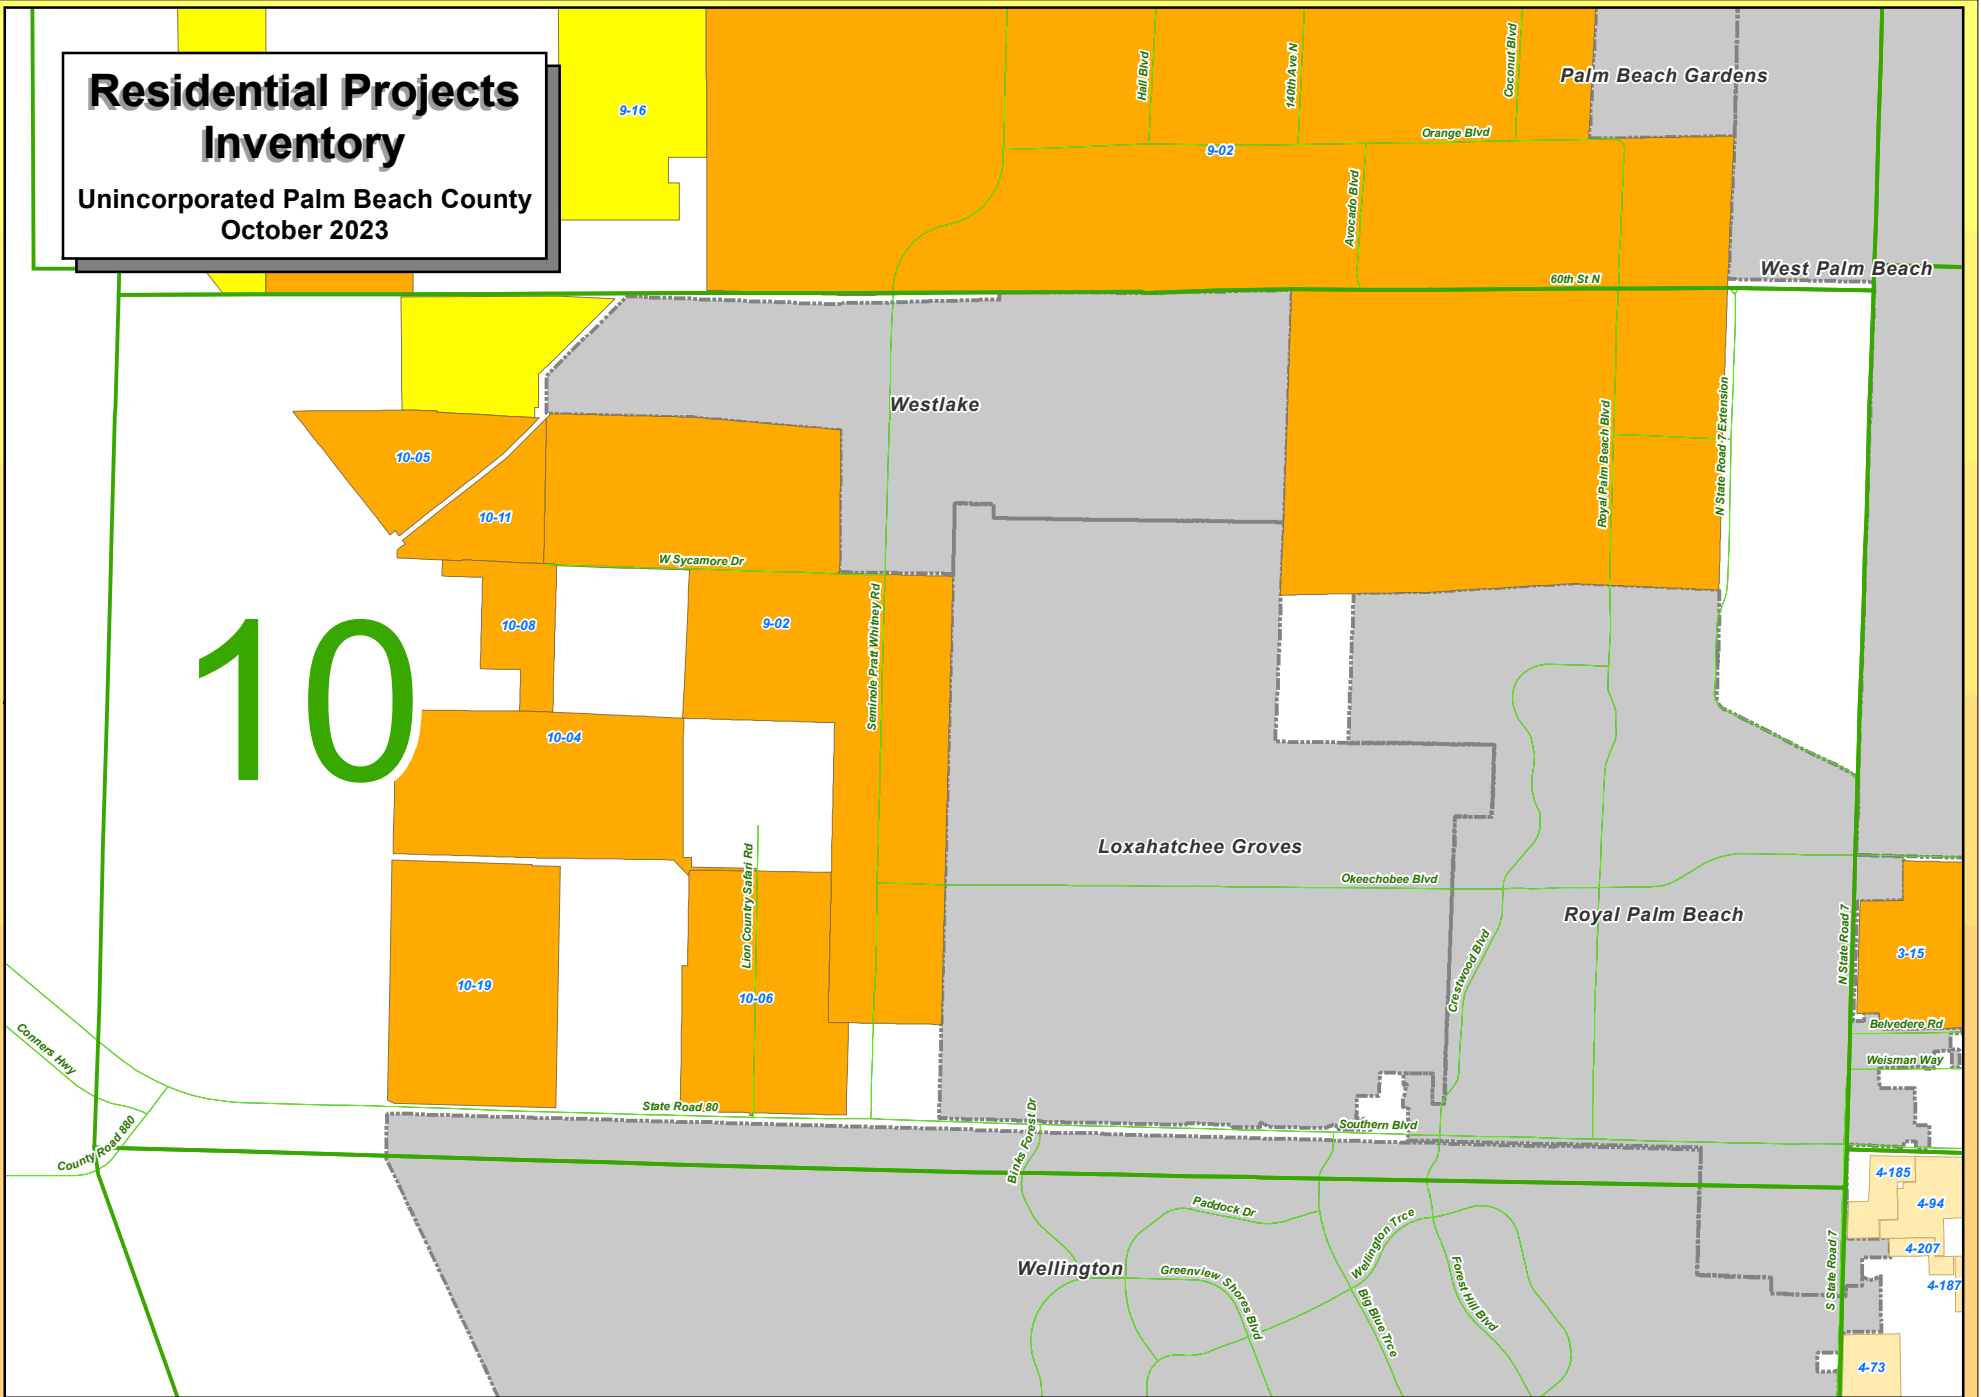 Residential Projects
Inventory
Unincorporated Palm Beach County
October 2023
9-16
Hall Blvd
140th Ave N
Coconut Blvd
Palm Beach Gardens
Orange Blvd
9-02
Avocado Blvd
West Palm Beach
60th St N
Westlake
Royal Palm Beach Blvd
N State Road 7 Extension
10-05
10-11
W Sycamore Dr
10-08
9-02
Seminole Pratt Whitney Rd
10
10-04
Loxahatchee Groves
Lion Country Safari Rd
Okeechobee Blvd
Royal Palm Beach
Crestwood Blvd
N State Road 7
3-15
10-19
10-06
Belvedere Rd
Weisman Way
Conners Hwy
County Road 880
State Road 80
Binks Forest Dr
Southern Blvd
4-185
4-94
4-207
4-187
Paddock Dr
Wellington Trce
Wellington
Greenview Shores Blvd
Big Blue Trce
Forest Hill Blvd
S State Road 7
4-73